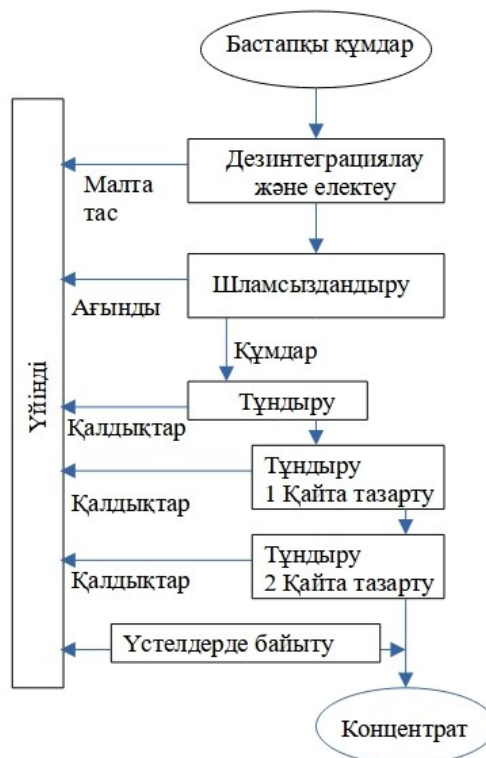 Бастапқы құмдар
Дезинтеграциялау
және електеу
Малта
тас
Шламсыздандыру
Ағынды
Құмдар
Үйінді
Тұндыру
Қалдықтар
Тұндыру
1 Қайта тазарту
Қалдықтар
Тұндыру
2 Қайта тазарту
Қалдықтар
Үстелдерде байыту
Концентрат